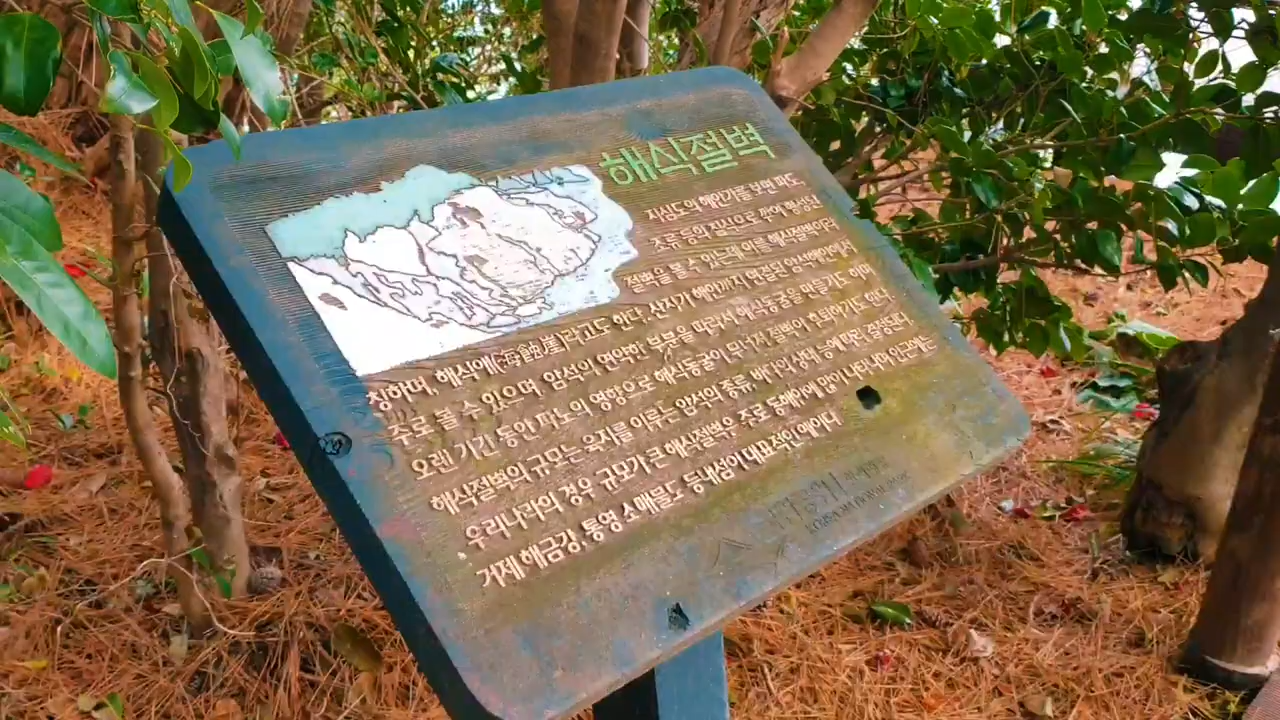 해식절벽
지심도의 해안가를 보면 파도,
조류 등의 침식으로 깎여 형성된
절벽을 볼 수 있는데 이를 해식절벽이라
칭하며, 해식애(海蝕崖)라고도 한다. 산지가 해안까지 연결된 암석해안에서
주로 볼 수 있으며, 암석의 연약한 부분을 따라서 해식동굴을 만들기도 하며
오랜 기간 동안 파도의 영향으로 해식동굴이 무너져 절벽이 후퇴하기도 한다.
해식절벽의 규모는 육지를 이루는 암석의 종류, 바다의 상태 등에 따라 결정된다.
우리나라의 경우 규모가 큰 해식절벽은 주로 동해안에 많이 나타나며 인근에는
거제 해금강, 통영 소매물도 등대섬이 대표적인 예이다.